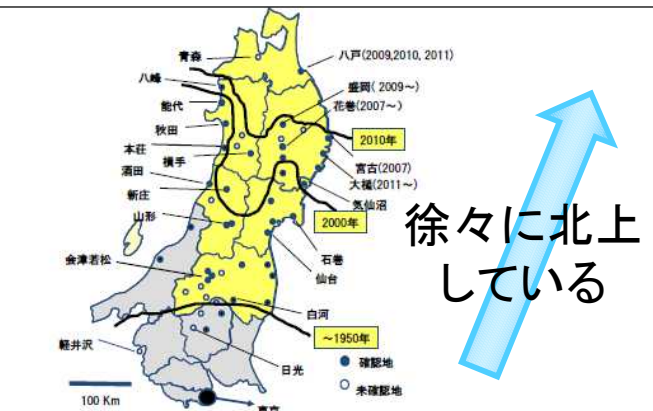 青森
八戸(2009,2010, 2011)
八峰
盛岡( 2009～)
花巻(2007～)
能代
秋田
2010年
本荘
横手
宮古(2007)
大槌(2011～)
酒田
気仙沼
新庄
2000年
山形
石巻
仙台
会津若松
白河
～1950年
軽井沢
日光
確認地
未確認地
100 Km
東京
徐々に北上
している